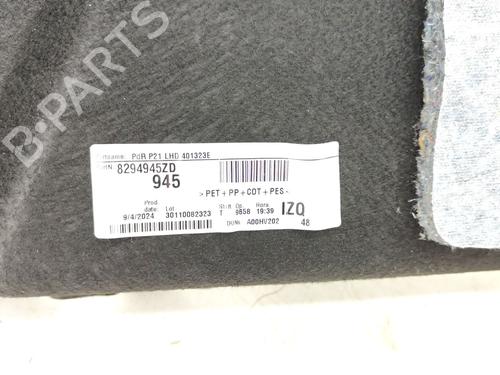 B-PARTS
PdR P21 LHD 401323E
8294945ZD
945
>PET+PP+COT+PES<
Prod. date: Lot Shift Op. Hora
9/4/2024 30110082323 T 9858 19:39 IZQ
DUNS A00HV202 48